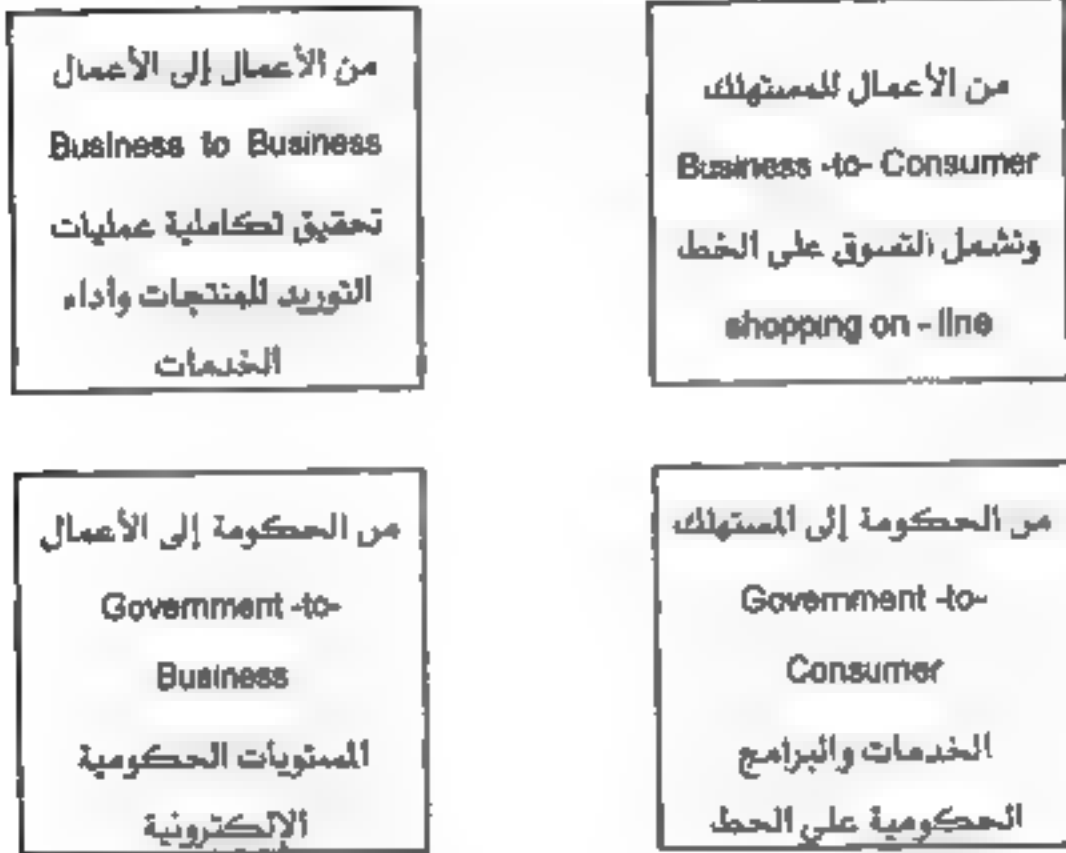 من الأعمال للمستهلك
Business -to- Consumer
وتشمل التسوق على الخط
shopping on - line
من الأعمال إلى الأعمال
Business to Business
تحقيق تكاملية عمليات
التوريد للمنتجات وأداء
الخدمات
من الحكومة إلى المستهلك
Government -to-
Consumer
الخدمات والبرامج
الحكومية على الخط
من الحكومة إلى الأعمال
Government -to-
Business
المستويات الحكومية
الإلكترونية